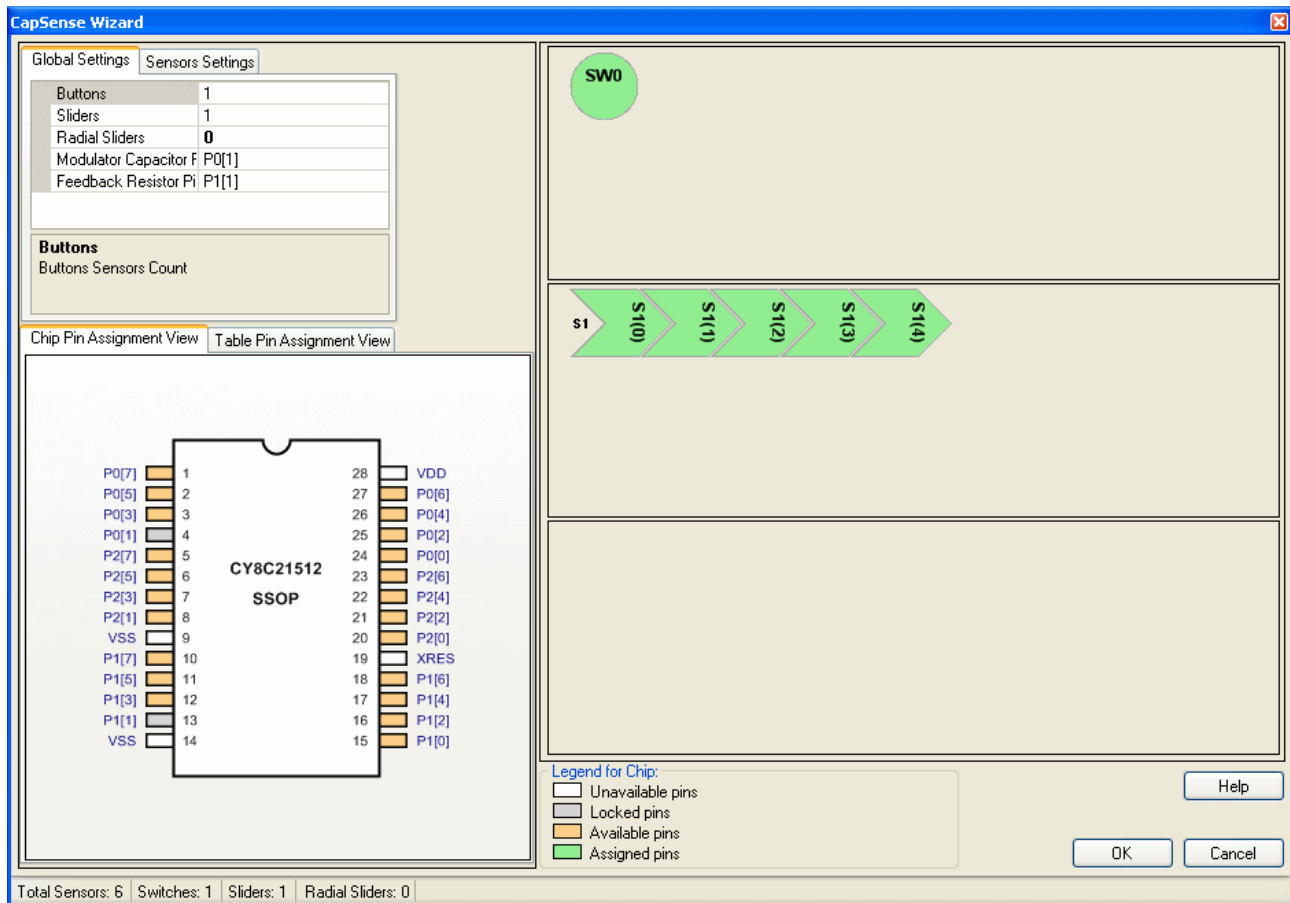 CapSense Wizard
Global Settings Sensors Settings
Buttons 1
Sliders 1
Radial Sliders 0
Modulator Capacitor P P0[1]
Feedback Resistor Pi P1[1]
Buttons
Buttons Sensors Count
Chip Pin Assignment View Table Pin Assignment View
P0[7] 1 28 VDD
P0[5] 2 27 P0[6]
P0[3] 3 26 P0[4]
P0[1] 4 25 P0[2]
P2[7] 5 24 P0[0]
P2[5] 6 CY8C21512 23 P2[6]
P2[3] 7 SSOP 22 P2[4]
P2[1] 8 21 P2[2]
VSS 9 20 P2[0]
P1[7] 10 19 XRES
P1[5] 11 18 P1[6]
P1[3] 12 17 P1[4]
P1[1] 13 16 P1[2]
VSS 14 15 P1[0]
SW0
S1 S1(0) S1(1) S1(2) S1(3) S1(4)
Legend for Chip:
Unavailable pins
Locked pins
Available pins
Assigned pins
Help
OK Cancel
Total Sensors: 6 Switches: 1 Sliders: 1 Radial Sliders: 0